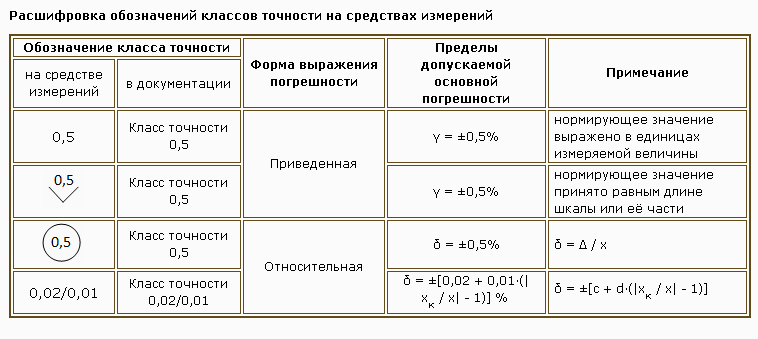 Расшифровка обозначений классов точности на средствах измерений
Обозначение класса точности
Форма выражения
погрешности
Пределы
допускаемой
основной
погрешности
Примечание
на средстве
измерений
в документации
0,5
Класс точности
0,5
Приведенная
γ = ±0,5%
нормирующее значение
выражено в единицах
измеряемой величины
0,5
Класс точности
0,5
γ = ±0,5%
нормирующее значение
принято равным длине
шкалы или её части
0,5
Класс точности
0,5
Относительная
δ = ±0,5%
δ = Δ / x
0,02/0,01
Класс точности
0,02/0,01
δ = ±[0,02 + 0,01·(|
xк / x| - 1)] %
δ = ±[c + d·(|xк / x| - 1)]